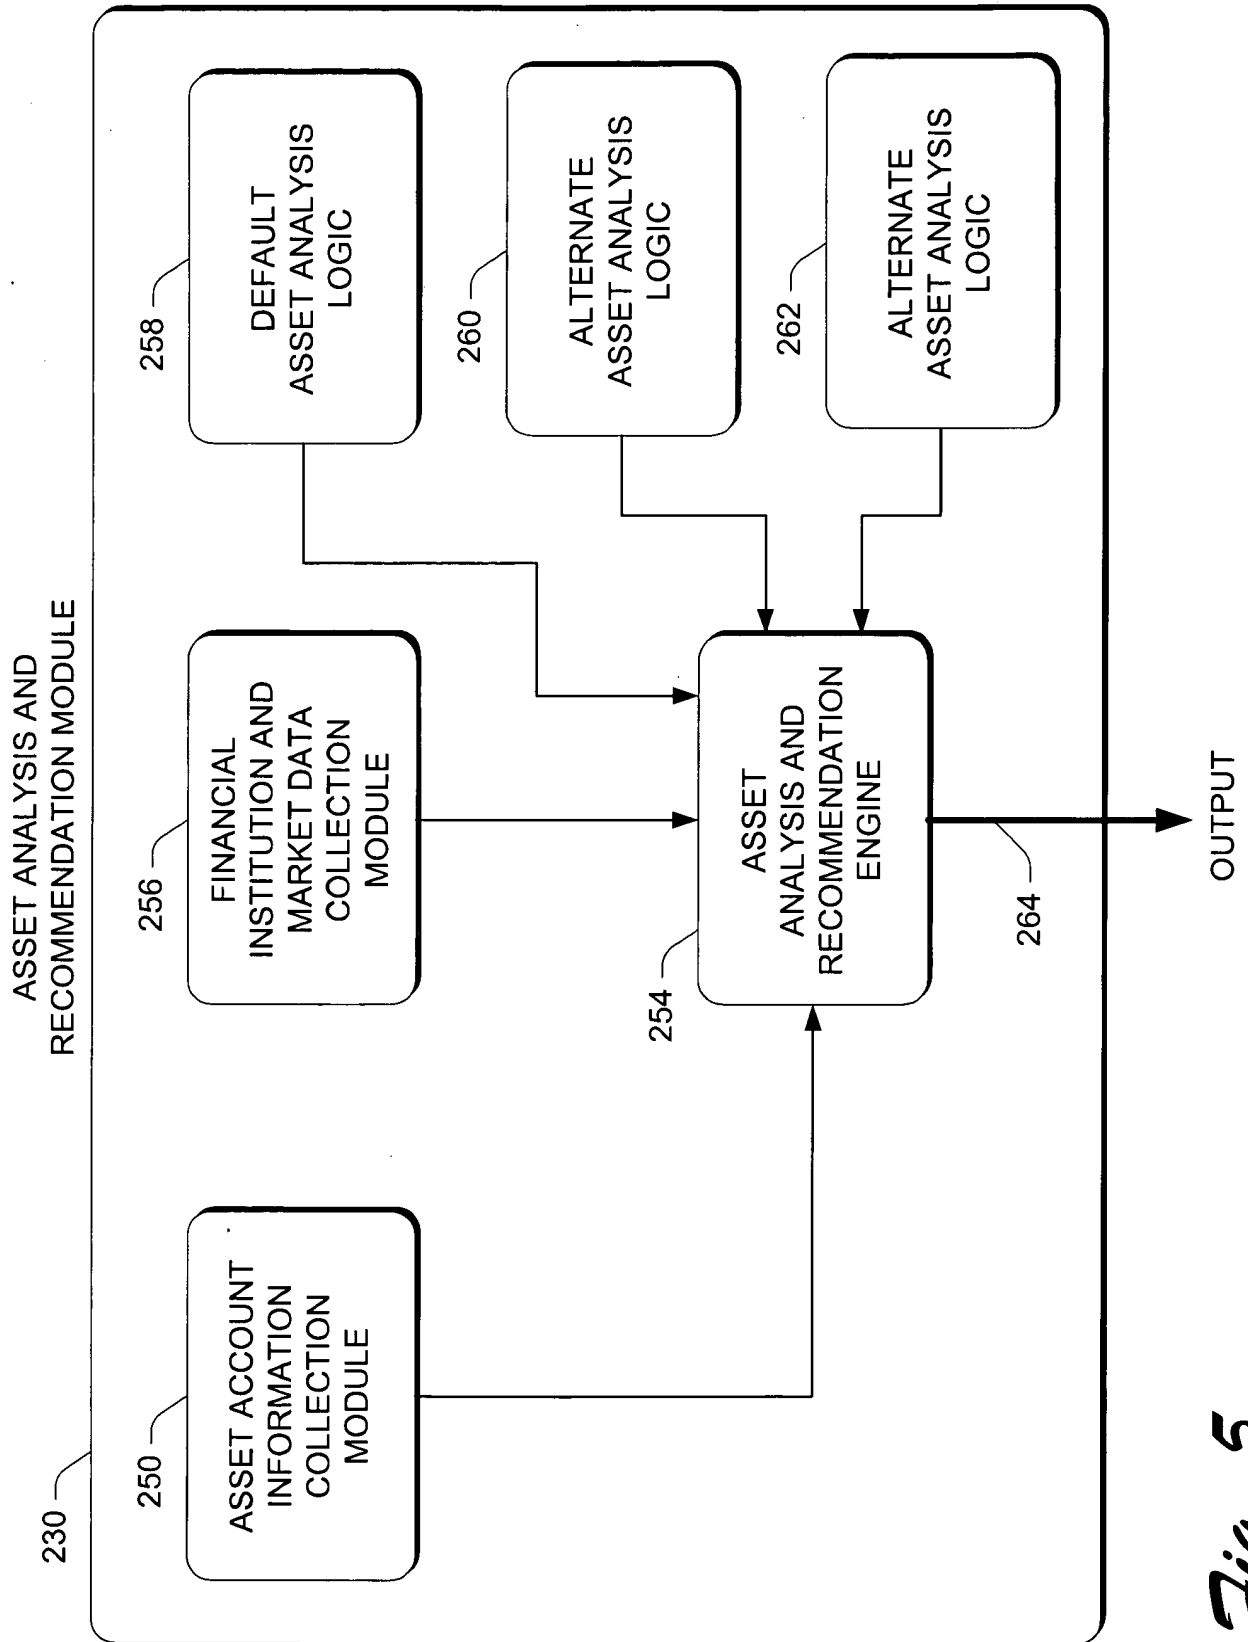 ASSET ANALYSIS AND
RECOMMENDATION MODULE
230
250
ASSET ACCOUNT
INFORMATION
COLLECTION
MODULE
256
FINANCIAL
INSTITUTION AND
MARKET DATA
COLLECTION
MODULE
258
DEFAULT
ASSET ANALYSIS
LOGIC
260
ALTERNATE
ASSET ANALYSIS
LOGIC
262
ALTERNATE
ASSET ANALYSIS
LOGIC
254
ASSET
ANALYSIS AND
RECOMMENDATION
ENGINE
264
OUTPUT
Fig. 5